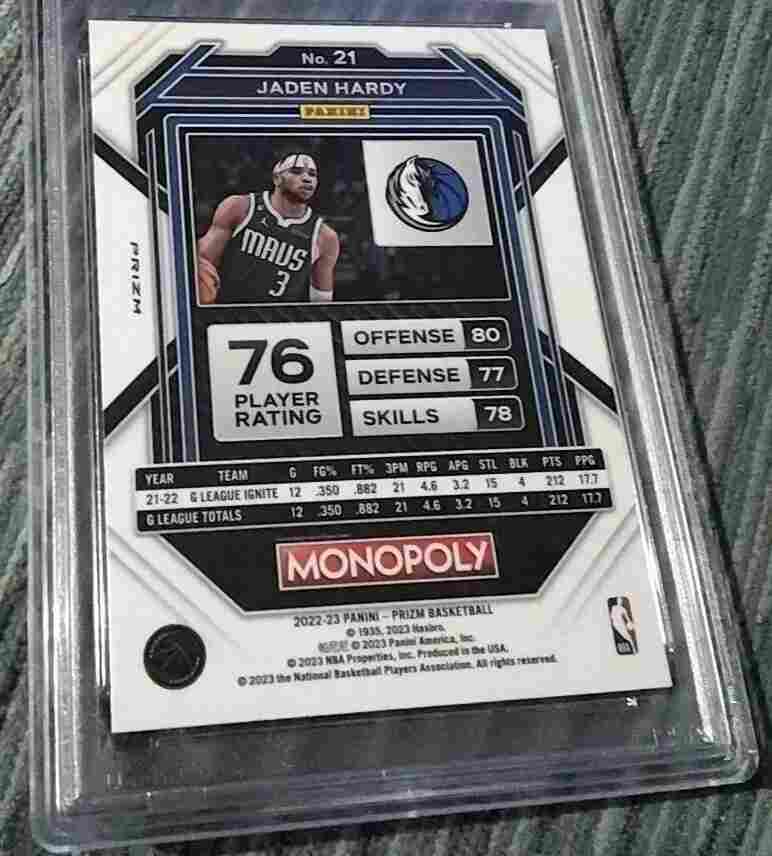 No. 21
JADEN HARDY
PANINI
MAVS
3
PRIZM
76
PLAYER
RATING
OFFENSE 80
DEFENSE 77
SKILLS 78
YEAR TEAM G FG% FT% 3PM RPG APG STL BLK PTS PPG
21-22 G LEAGUE IGNITE 12 .350 .882 21 4.6 3.2 15 4 212 17.7
G LEAGUE TOTALS 12 .350 .882 21 4.6 3.2 15 4 212 17.7
MONOPOLY
2022-23 PANINI – PRIZM BASKETBALL
© 1935, 2023 Hasbro.
帕尼尼 © 2023 Panini America, Inc.
© 2023 NBA Properties, Inc. Produced in the USA.
© 2023 the National Basketball Players Association. All rights reserved.